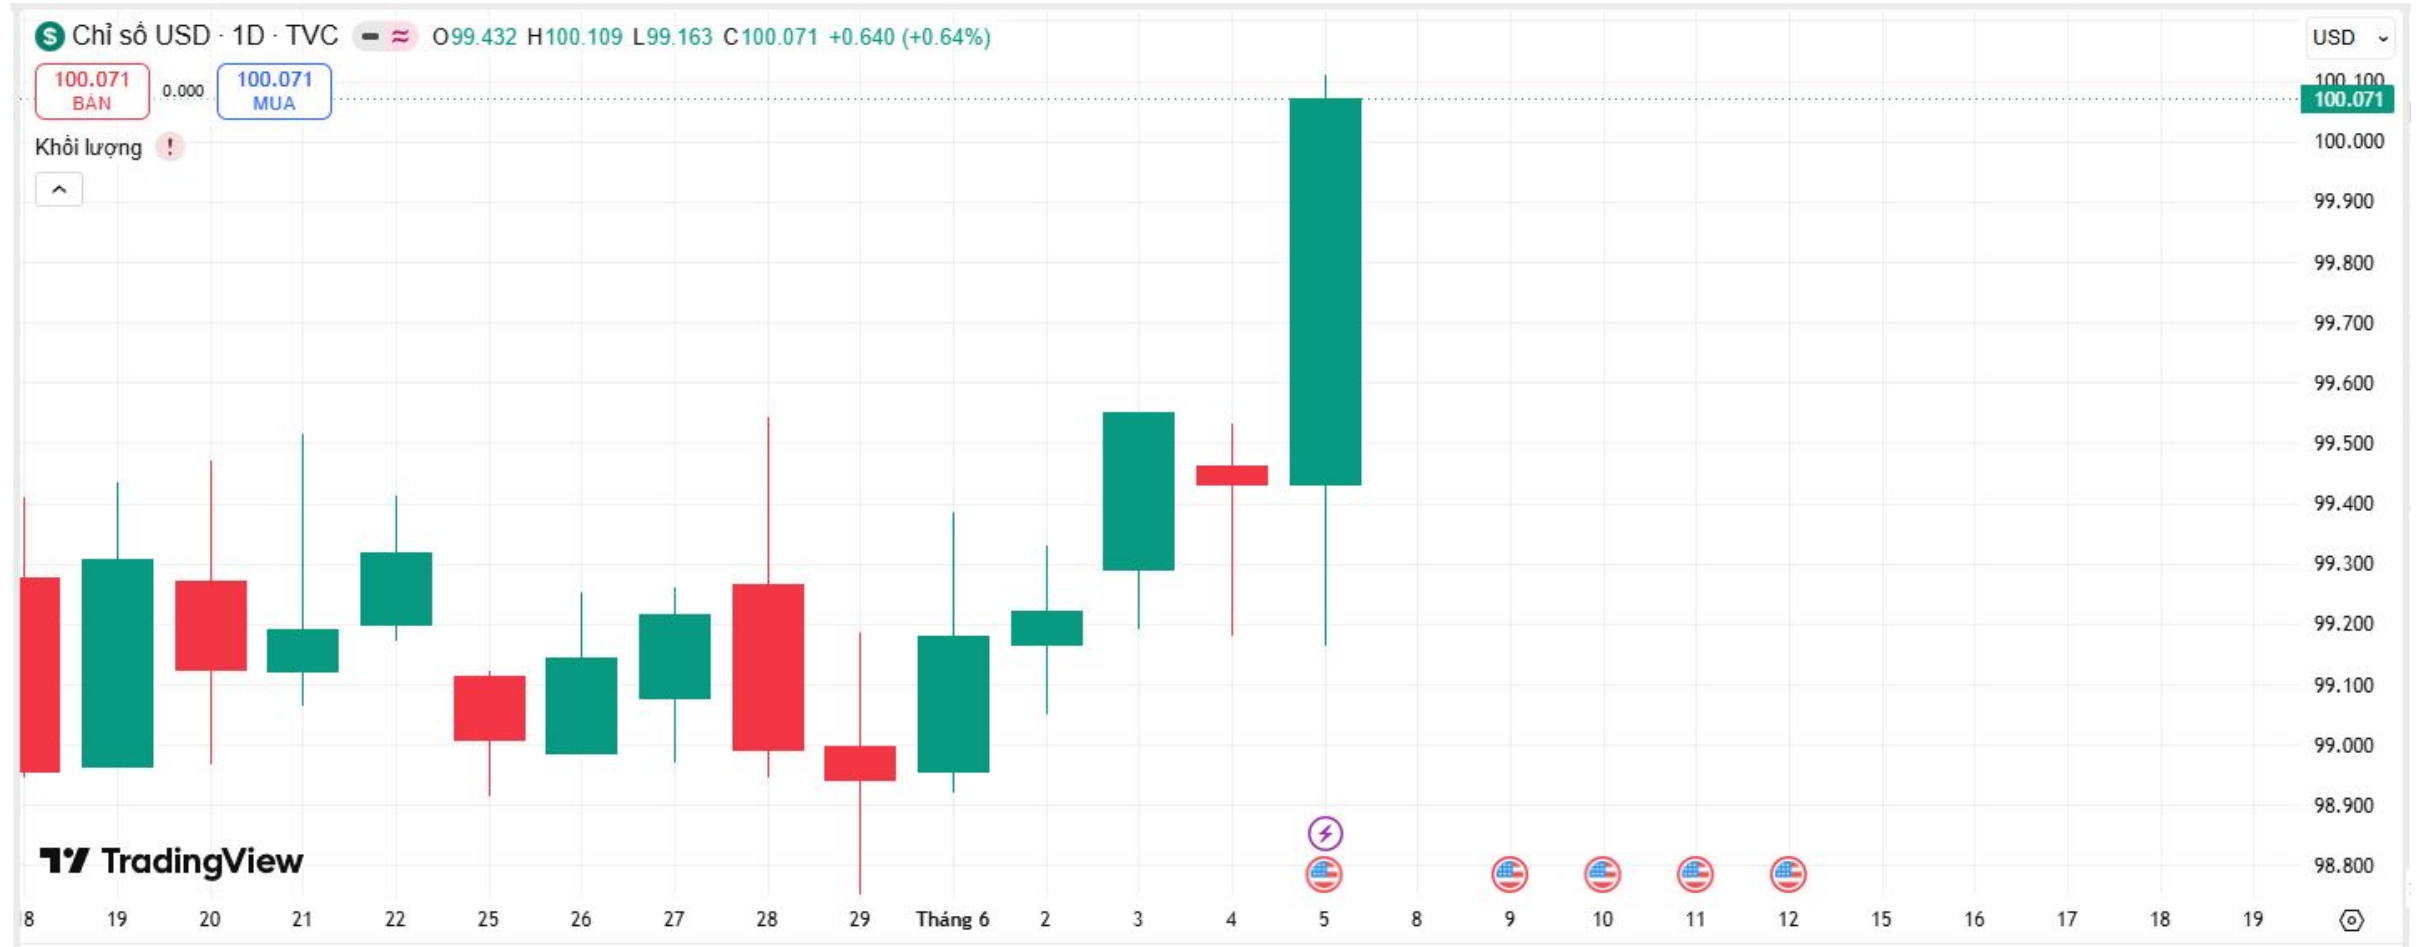 Chỉ số USD · 1D · TVC O99.432 H100.109 L99.163 C100.071 +0.640 (+0.64%)
USD
100.071
BÁN
0.000
100.071
MUA
Khối lượng !
100.100
100.071
100.000
99.900
99.800
99.700
99.600
99.500
99.400
99.300
99.200
99.100
99.000
98.900
98.800
TradingView
18 19 20 21 22 25 26 27 28 29 Tháng 6 2 3 4 5 8 9 10 11 12 15 16 17 18 19